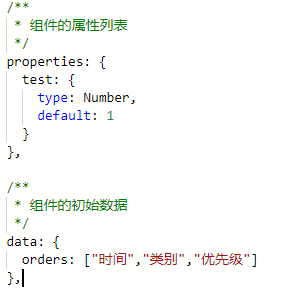 /**
 * 组件的属性列表
 */
properties: {
  test: {
    type: Number,
    default: 1
  }
},

/**
 * 组件的初始数据
 */
data: {
  orders: ["时间","类别","优先级"]
},